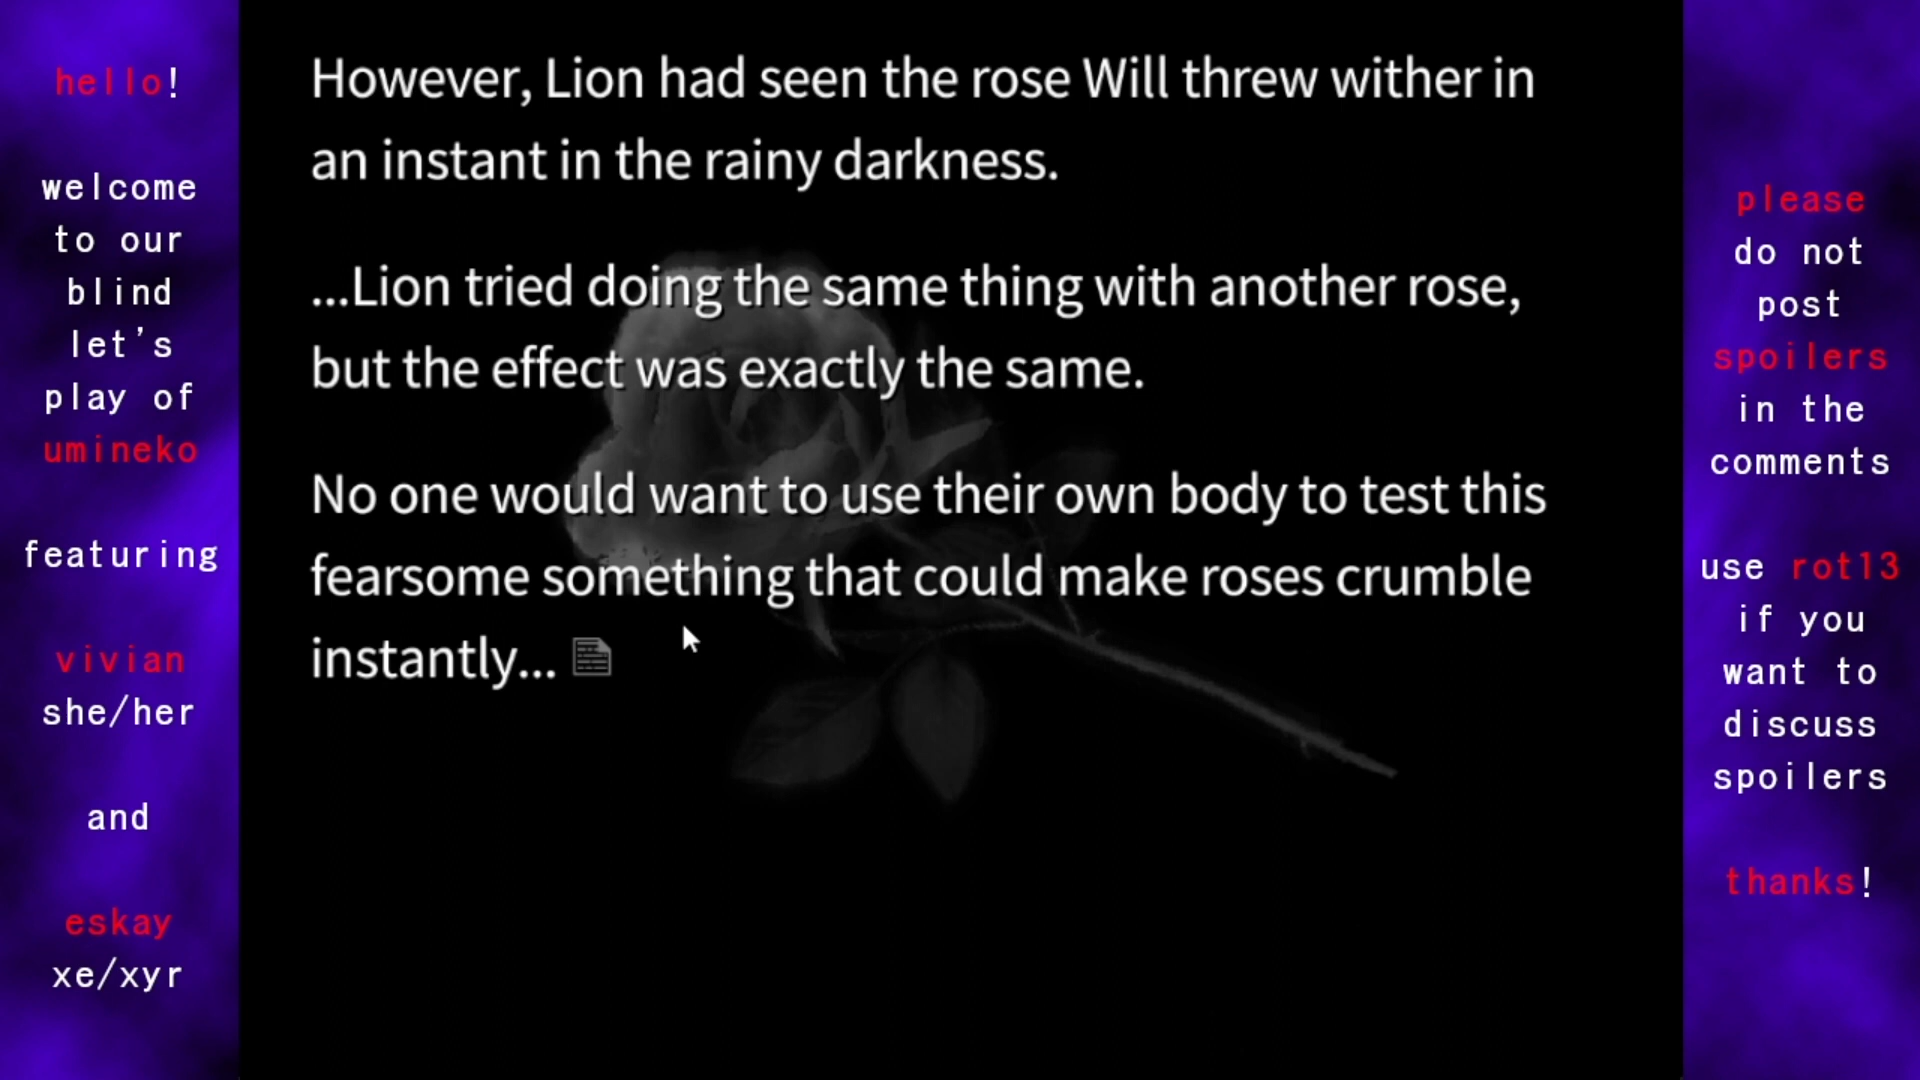 hello!
welcome
to our
blind
let's
play of
umineko
featuring
vivian
she/her
and
eskay
xe/xyr
However, Lion had seen the rose Will threw wither in
an instant in the rainy darkness.
...Lion tried doing the same thing with another rose,
but the effect was exactly the same.
No one would want to use their own body to test this
fearsome something that could make roses crumble
instantly...
please
do not
post
spoilers
in the
comments
use rot13
if you
want to
discuss
spoilers
thanks!